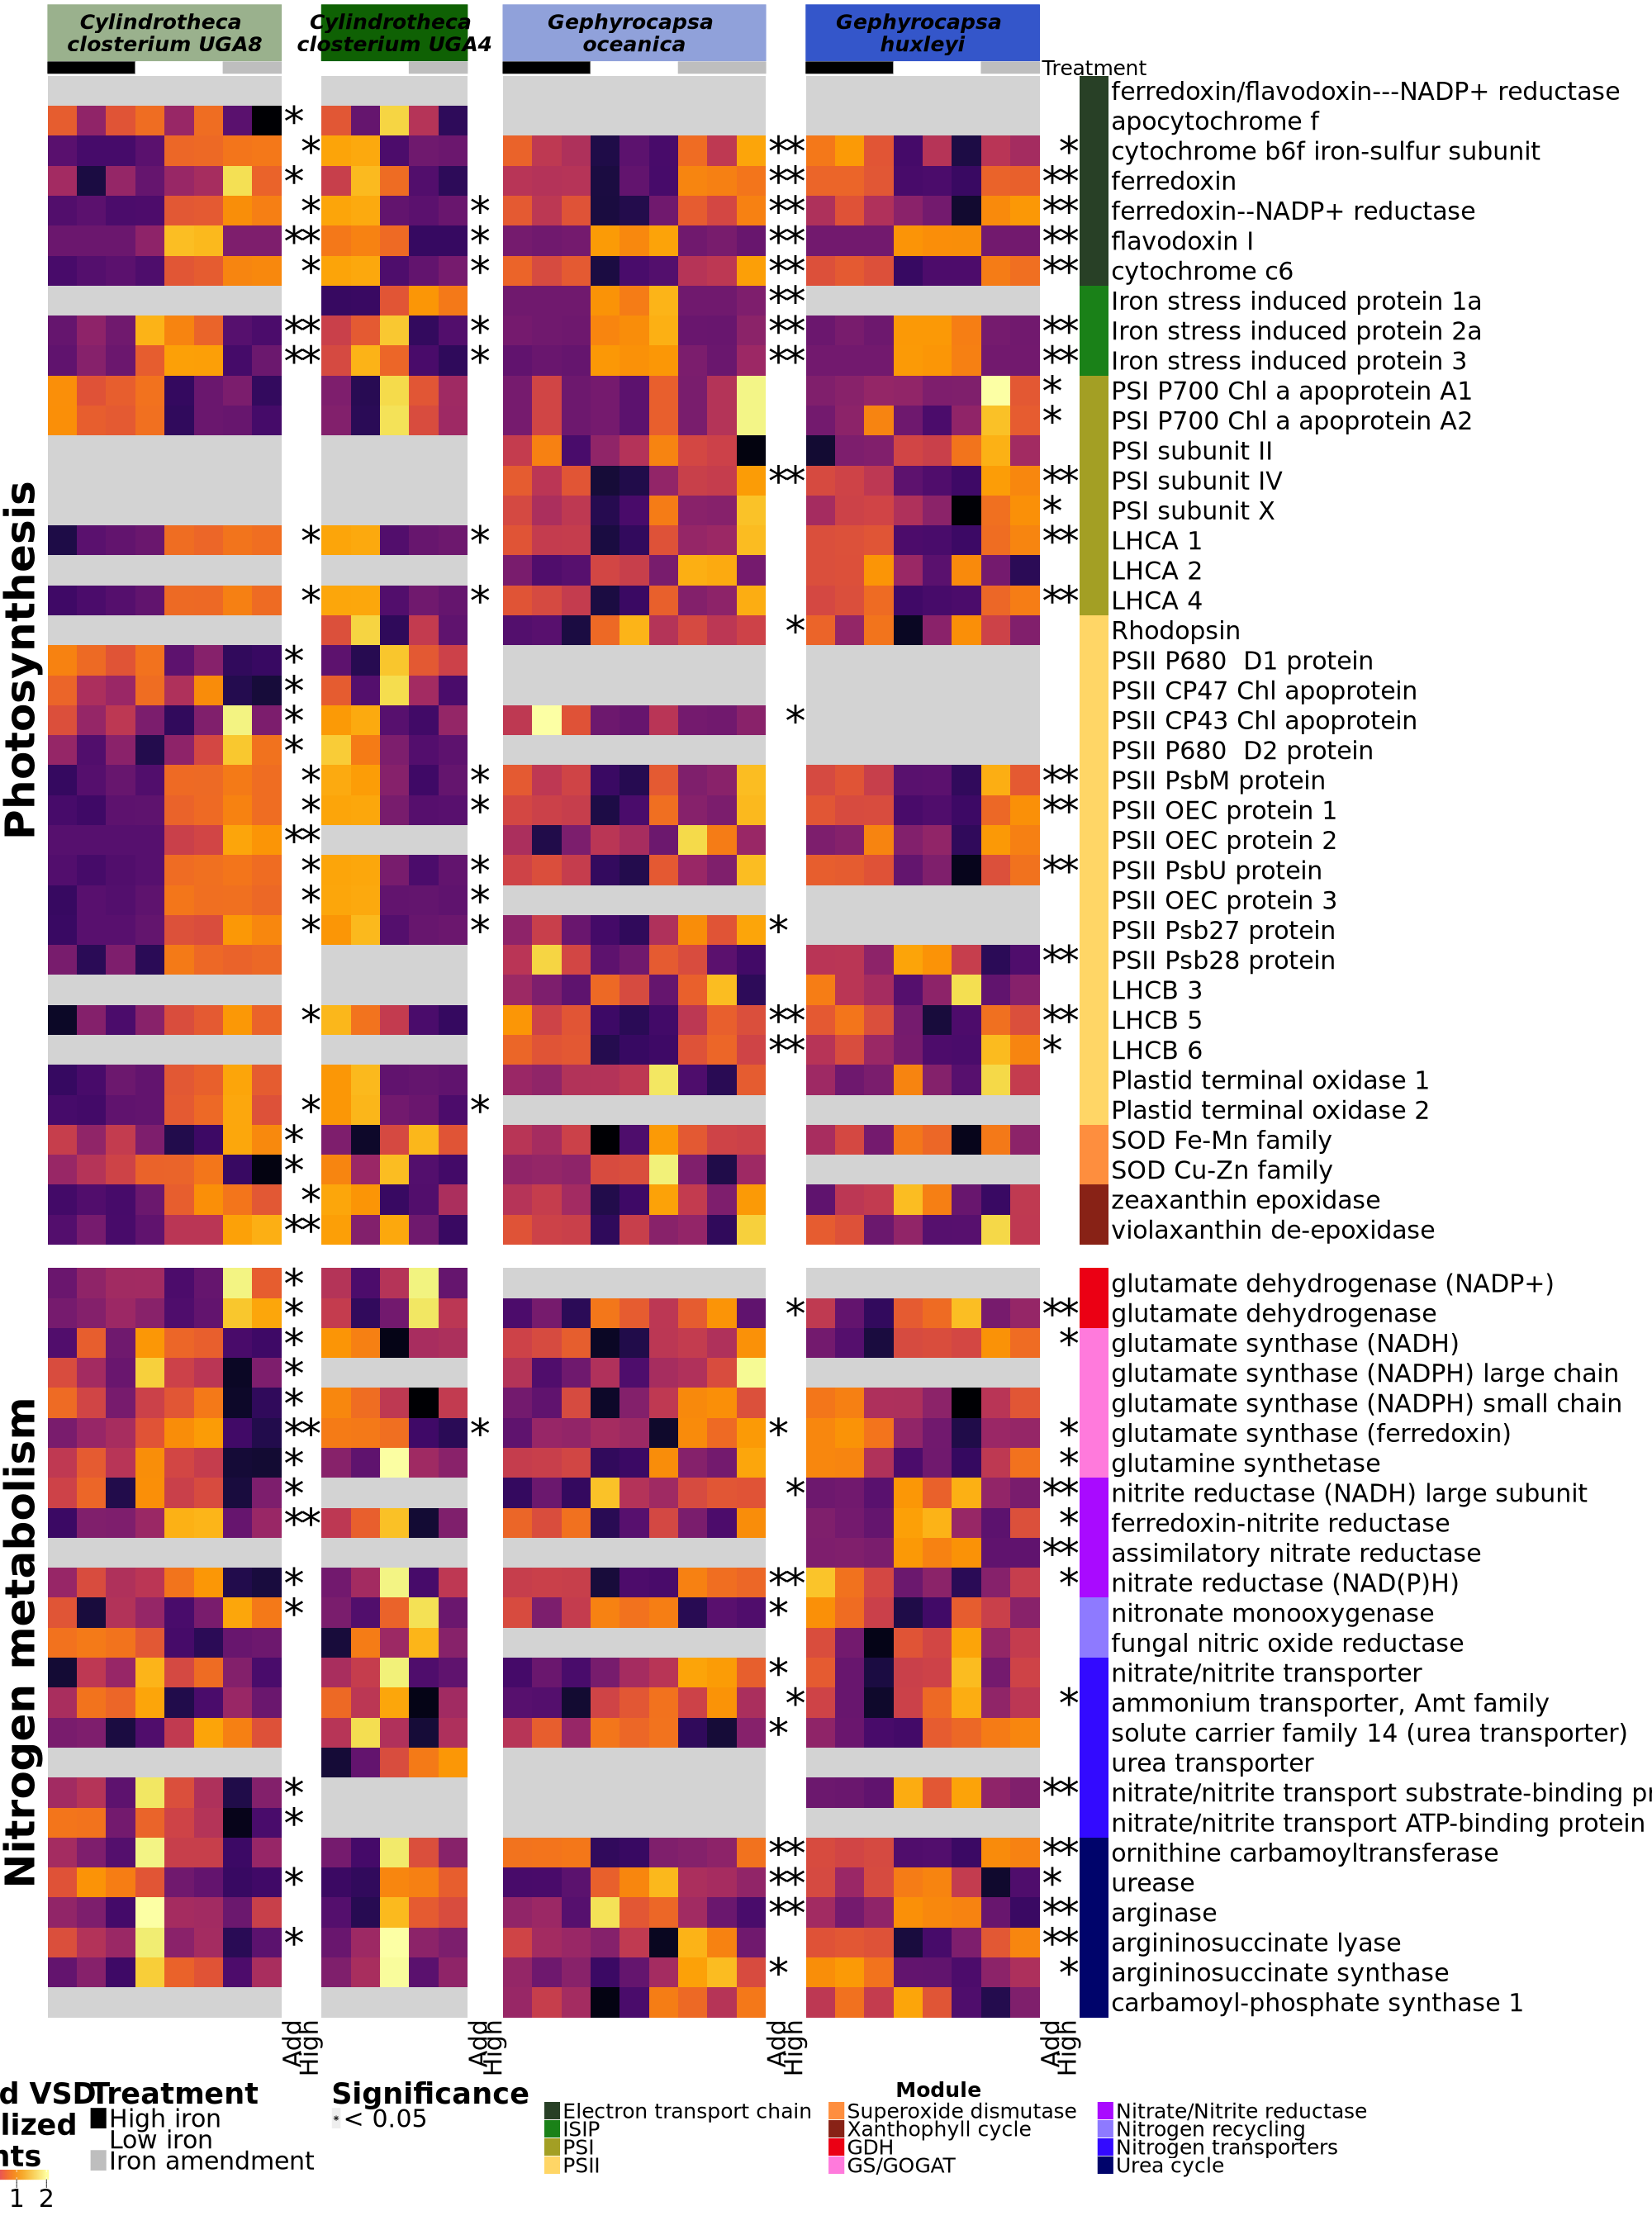 Cylindrotheca
closterium UGA8
Cylindrotheca
closterium UGA4
Gephyrocapsa
oceanica
Gephyrocapsa
huxleyi
Treatment
Photosynthesis
ferredoxin/flavodoxin---NADP+ reductase
apocytochrome f
cytochrome b6f iron-sulfur subunit
ferredoxin
ferredoxin--NADP+ reductase
flavodoxin I
cytochrome c6
Iron stress induced protein 1a
Iron stress induced protein 2a
Iron stress induced protein 3
PSI P700 Chl a apoprotein A1
PSI P700 Chl a apoprotein A2
PSI subunit II
PSI subunit IV
PSI subunit X
LHCA 1
LHCA 2
LHCA 4
Rhodopsin
PSII P680  D1 protein
PSII CP47 Chl apoprotein
PSII CP43 Chl apoprotein
PSII P680  D2 protein
PSII PsbM protein
PSII OEC protein 1
PSII OEC protein 2
PSII PsbU protein
PSII OEC protein 3
PSII Psb27 protein
PSII Psb28 protein
LHCB 3
LHCB 5
LHCB 6
Plastid terminal oxidase 1
Plastid terminal oxidase 2
SOD Fe-Mn family
SOD Cu-Zn family
zeaxanthin epoxidase
violaxanthin de-epoxidase
Nitrogen metabolism
glutamate dehydrogenase (NADP+)
glutamate dehydrogenase
glutamate synthase (NADH)
glutamate synthase (NADPH) large chain
glutamate synthase (NADPH) small chain
glutamate synthase (ferredoxin)
glutamine synthetase
nitrite reductase (NADH) large subunit
ferredoxin-nitrite reductase
assimilatory nitrate reductase
nitrate reductase (NAD(P)H)
nitronate monooxygenase
fungal nitric oxide reductase
nitrate/nitrite transporter
ammonium transporter, Amt family
solute carrier family 14 (urea transporter)
urea transporter
nitrate/nitrite transport substrate-binding pr
nitrate/nitrite transport ATP-binding protein
ornithine carbamoyltransferase
urease
arginase
argininosuccinate lyase
argininosuccinate synthase
carbamoyl-phosphate synthase 1
Add
High
Add
High
Add
High
Add
High
d VSD
lized
nts
1 2
Treatment
High iron
Low iron
Iron amendment
Significance
* < 0.05
Module
Electron transport chain
ISIP
PSI
PSII
Superoxide dismutase
Xanthophyll cycle
GDH
GS/GOGAT
Nitrate/Nitrite reductase
Nitrogen recycling
Nitrogen transporters
Urea cycle